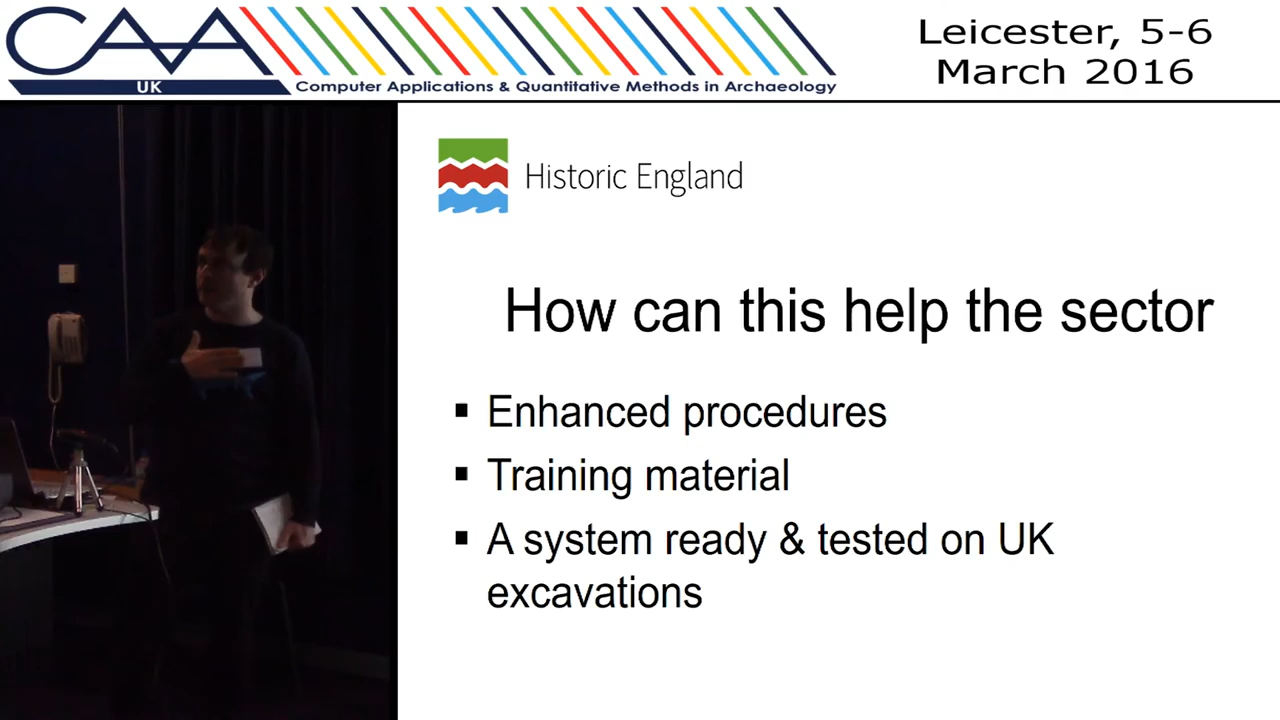 CAA
UK
Computer Applications & Quantitative Methods in Archaeology
Leicester, 5-6
March 2016
Historic England
How can this help the sector
▪ Enhanced procedures
▪ Training material
▪ A system ready & tested on UK
excavations